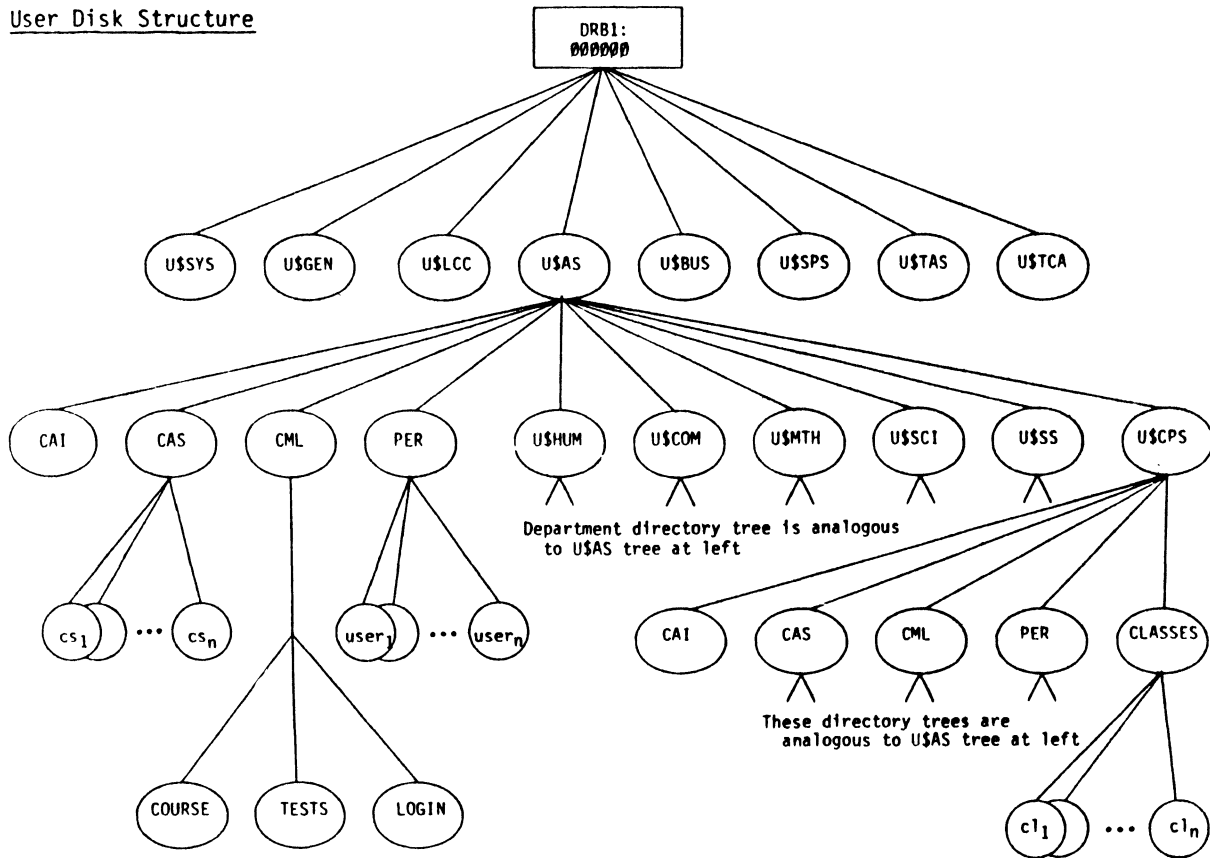 User Disk Structure
DRB1:
000000
U$SYS
U$GEN
U$LCC
U$AS
U$BUS
U$SPS
U$TAS
U$TCA
CAI
CAS
CML
PER
U$HUM
U$COM
U$MTH
U$SCI
U$SS
U$CPS
Department directory tree is analogous
to U$AS tree at left
cs1
•••
csn
user1
•••
usern
CAI
CAS
CML
PER
CLASSES
These directory trees are
analogous to U$AS tree at left
COURSE
TESTS
LOGIN
cl1
•••
cln